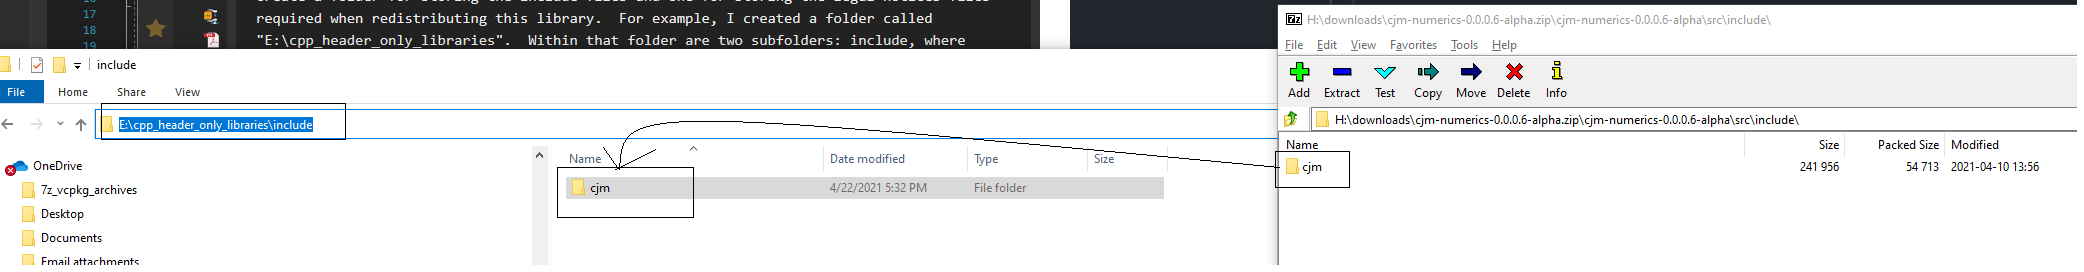 18
19
required when redistributing this library.  For example, I created a folder called
"E:\cpp_header_only_libraries".  Within that folder are two subfolders: include, where
include
File Home Share View
E:\cpp_header_only_libraries\include
OneDrive
7z_vcpkg_archives
Desktop
Documents
Email attachments
Name Date modified Type Size
cjm 4/22/2021 5:32 PM File folder
7z H:\downloads\cjm-numerics-0.0.0.6-alpha.zip\cjm-numerics-0.0.0.6-alpha\src\include\
File Edit View Favorites Tools Help
Add Extract Test Copy Move Delete Info
H:\downloads\cjm-numerics-0.0.0.6-alpha.zip\cjm-numerics-0.0.0.6-alpha\src\include\
Name Size Packed Size Modified
cjm 241 956 54 713 2021-04-10 13:56